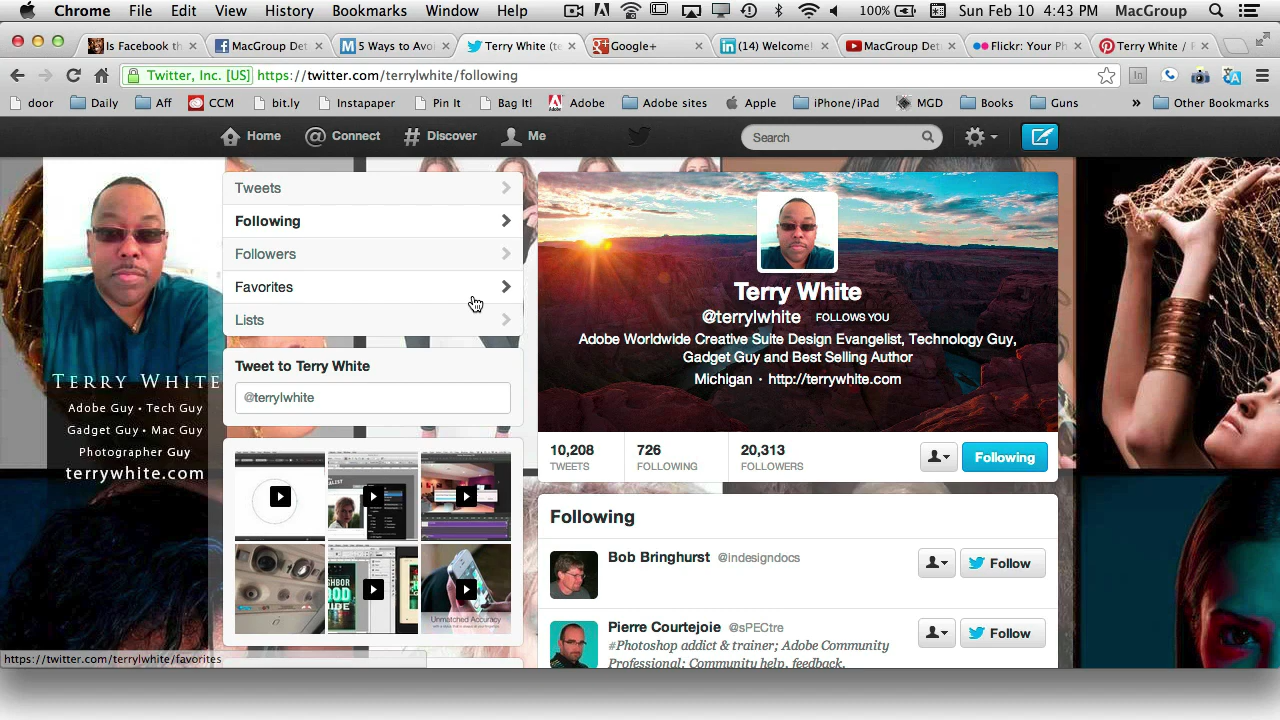 Chrome File Edit View History Bookmarks Window Help 100% Sun Feb 10 4:43 PM MacGroup
Is Facebook th MacGroup Det 5 Ways to Avo Terry White (te Google+ (14) Welcome! MacGroup Det Flickr: Your Ph Terry White / P
Twitter, Inc. [US] https://twitter.com/terrylwhite/following
door Daily Aff CCM bit.ly Instapaper Pin It Bag It! Adobe Adobe sites Apple iPhone/iPad MGD Books Guns » Other Bookmarks
Home @ Connect # Discover Me Search
Tweets
Following
Followers
Favorites
Lists
Tweet to Terry White
@terrylwhite
TERRY WHITE
Adobe Guy • Tech Guy
Gadget Guy • Mac Guy
Photographer Guy
terrywhite.com
Unmatched Accuracy
Terry White
@terrylwhite FOLLOWS YOU
Adobe Worldwide Creative Suite Design Evangelist, Technology Guy,
Gadget Guy and Best Selling Author
Michigan · http://terrywhite.com
10,208 726 20,313
TWEETS FOLLOWING FOLLOWERS
Following
Following
Bob Bringhurst @indesigndocs
Follow
Pierre Courtejoie @sPECtre
Follow
#Photoshop addict & trainer; Adobe Community
Professional: Community help, feedback,
https://twitter.com/terrylwhite/favorites